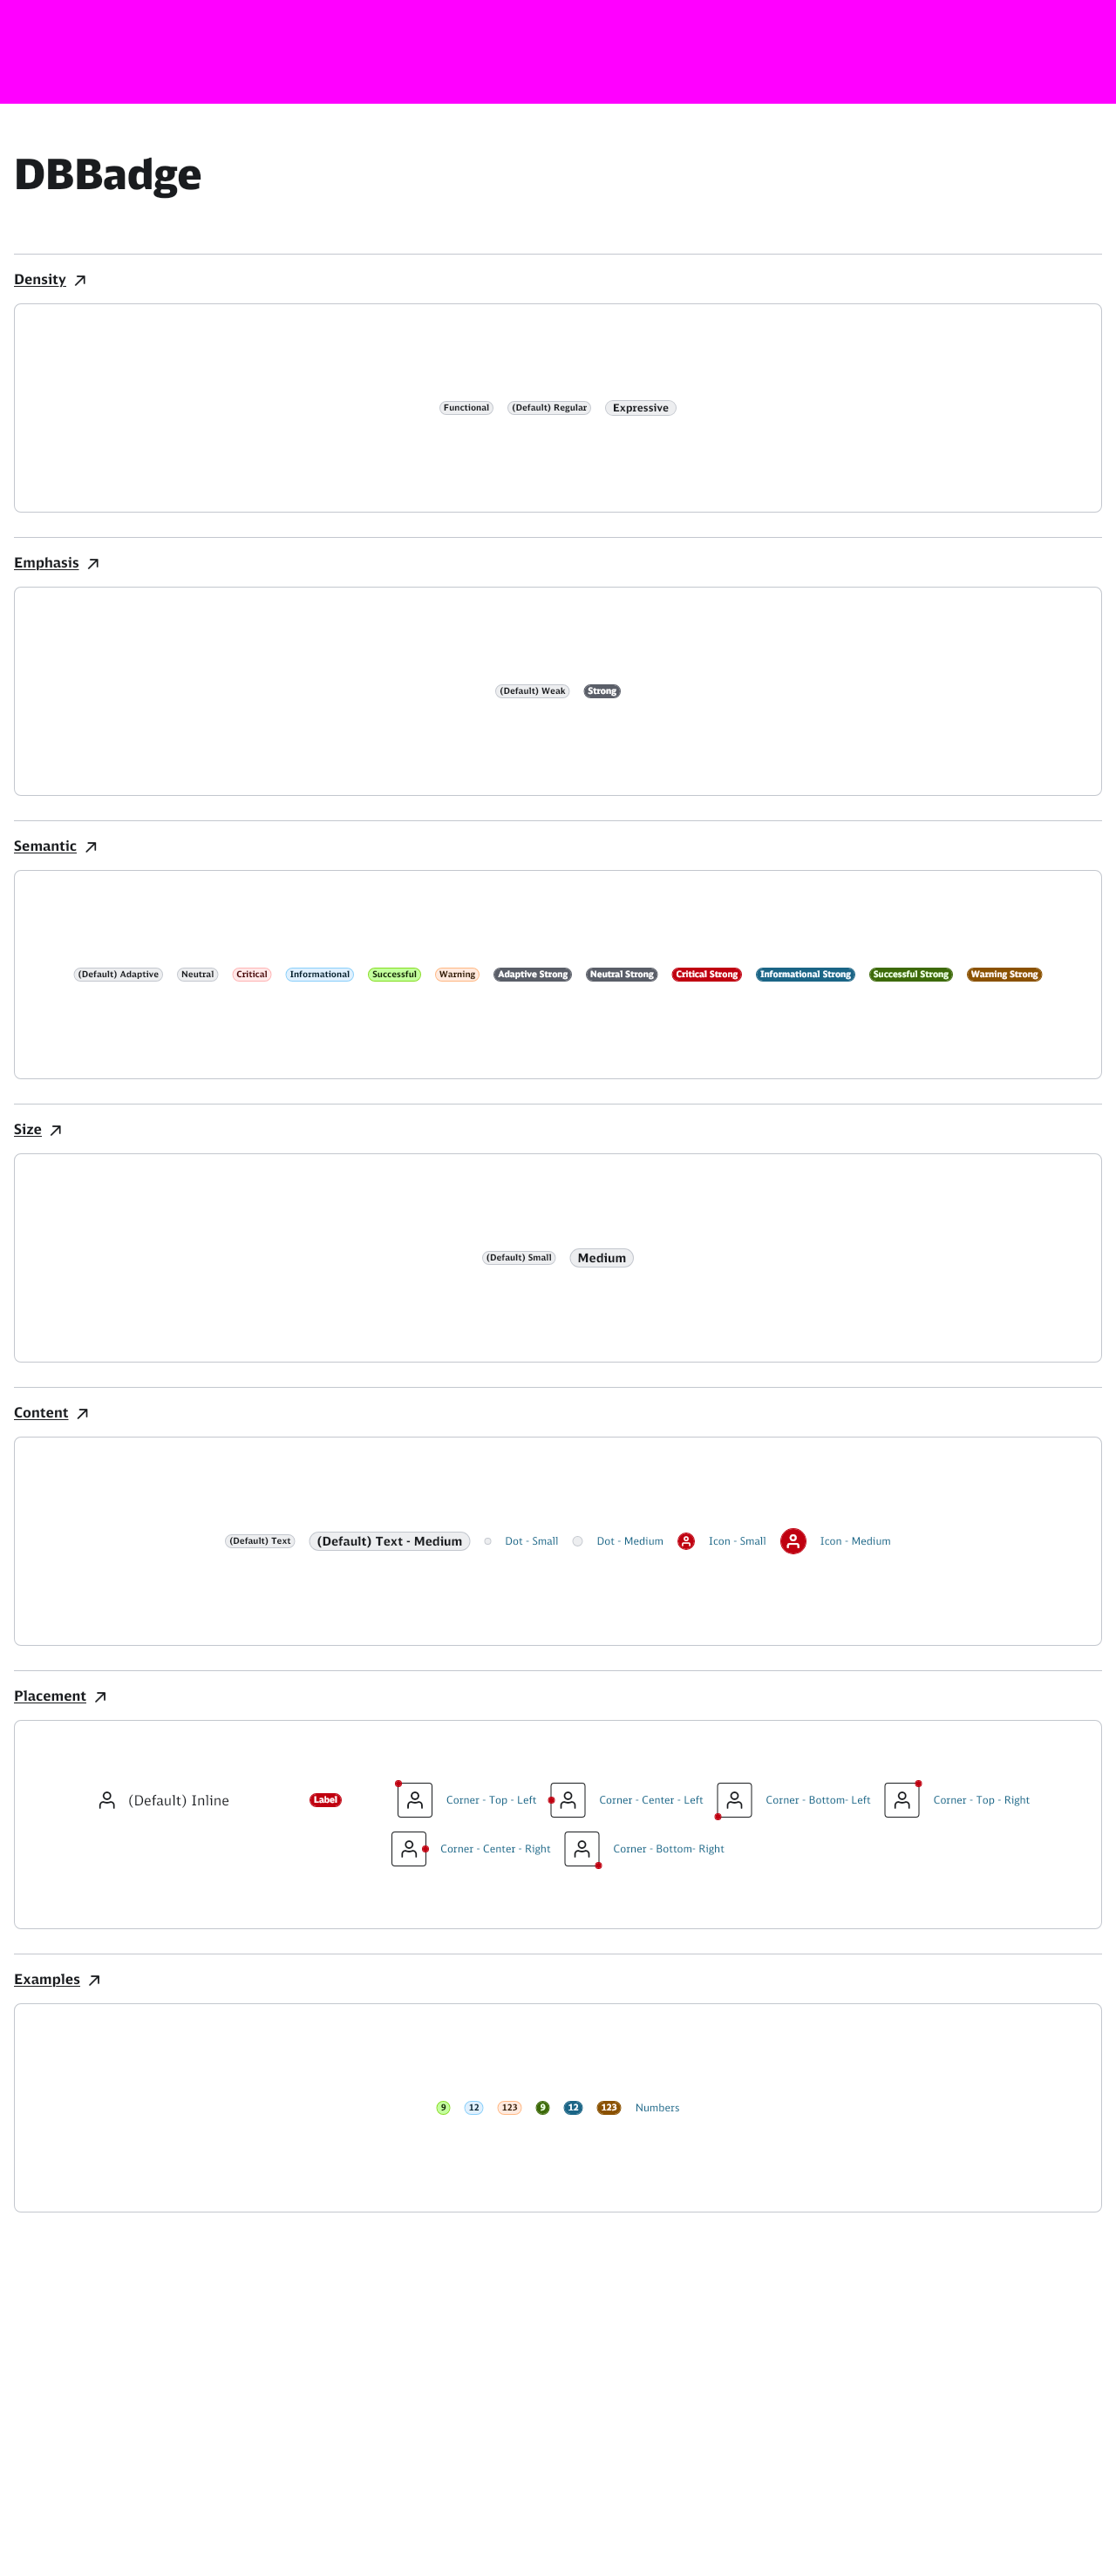 DBBadge
Density
Functional (Default) Regular Expressive
Emphasis
(Default) Weak Strong
Semantic
(Default) Adaptive Neutral Critical Informational Successful Warning Adaptive Strong Neutral Strong Critical Strong Informational Strong Successful Strong Warning Strong
Size
(Default) Small Medium
Content
(Default) Text (Default) Text - Medium Dot - Small Dot - Medium Icon - Small Icon - Medium
Placement
(Default) Inline Label Corner - Top - Left Corner - Center - Left Corner - Bottom- Left Corner - Top - Right
Corner - Center - Right Corner - Bottom- Right
Examples
9 12 123 9 12 123 Numbers